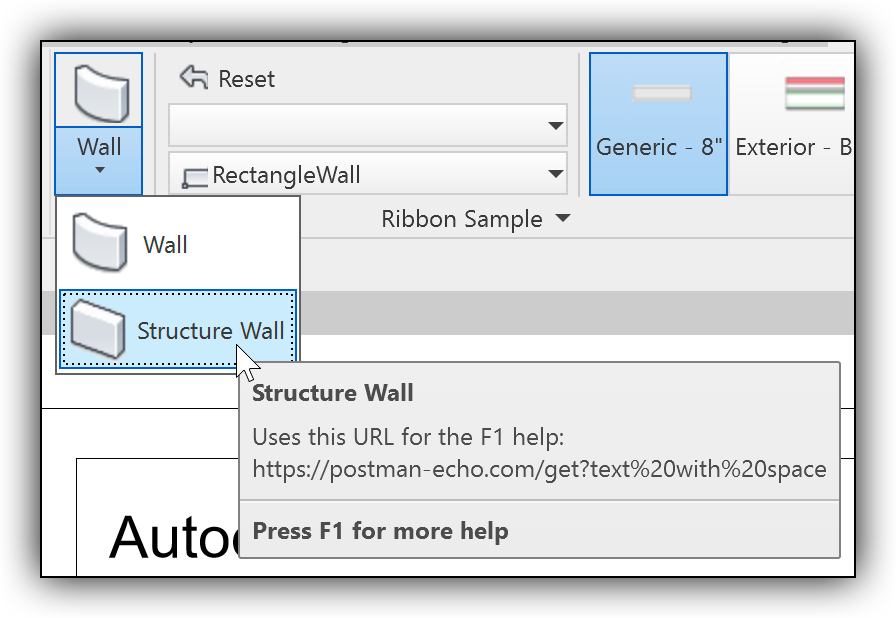 Reset
Wall
Generic - 8"
Exterior - B
RectangleWall
Ribbon Sample
Wall
Structure Wall
Structure Wall
Uses this URL for the F1 help:
https://postman-echo.com/get?text%20with%20space
Press F1 for more help